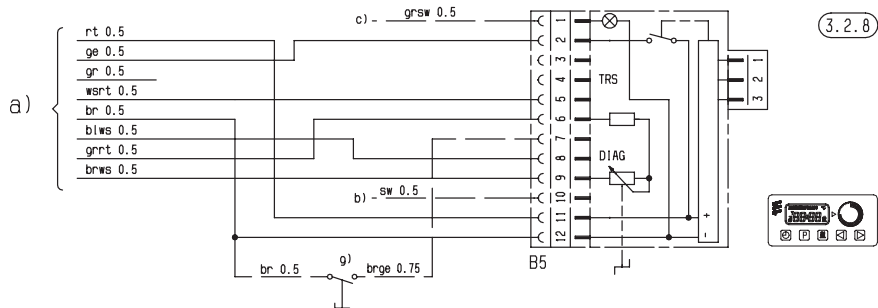 c) grsw 0.5
3.2.8
a)
rt 0.5
ge 0.5
gr 0.5
wsrt 0.5
br 0.5
blws 0.5
grrt 0.5
brws 0.5
b) sw 0.5
g)
br 0.5
brge 0.75
1
2
3
4
5
6
7
8
9
10
11
12
B5
TRS
DIAG
+
-
1
2
3
P